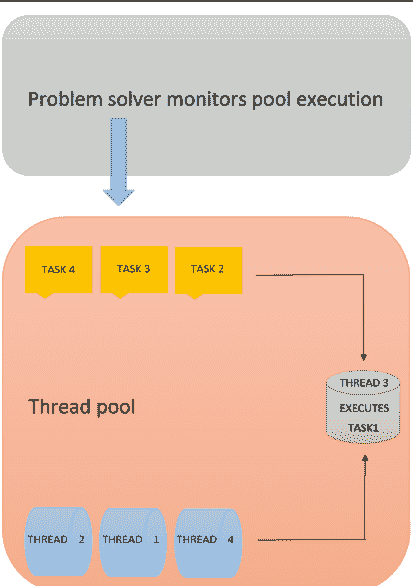 Problem solver monitors pool execution
TASK 4
TASK 3
TASK 2
THREAD 3
EXECUTES
TASK1
Thread pool
THREAD 2
THREAD 1
THREAD 4